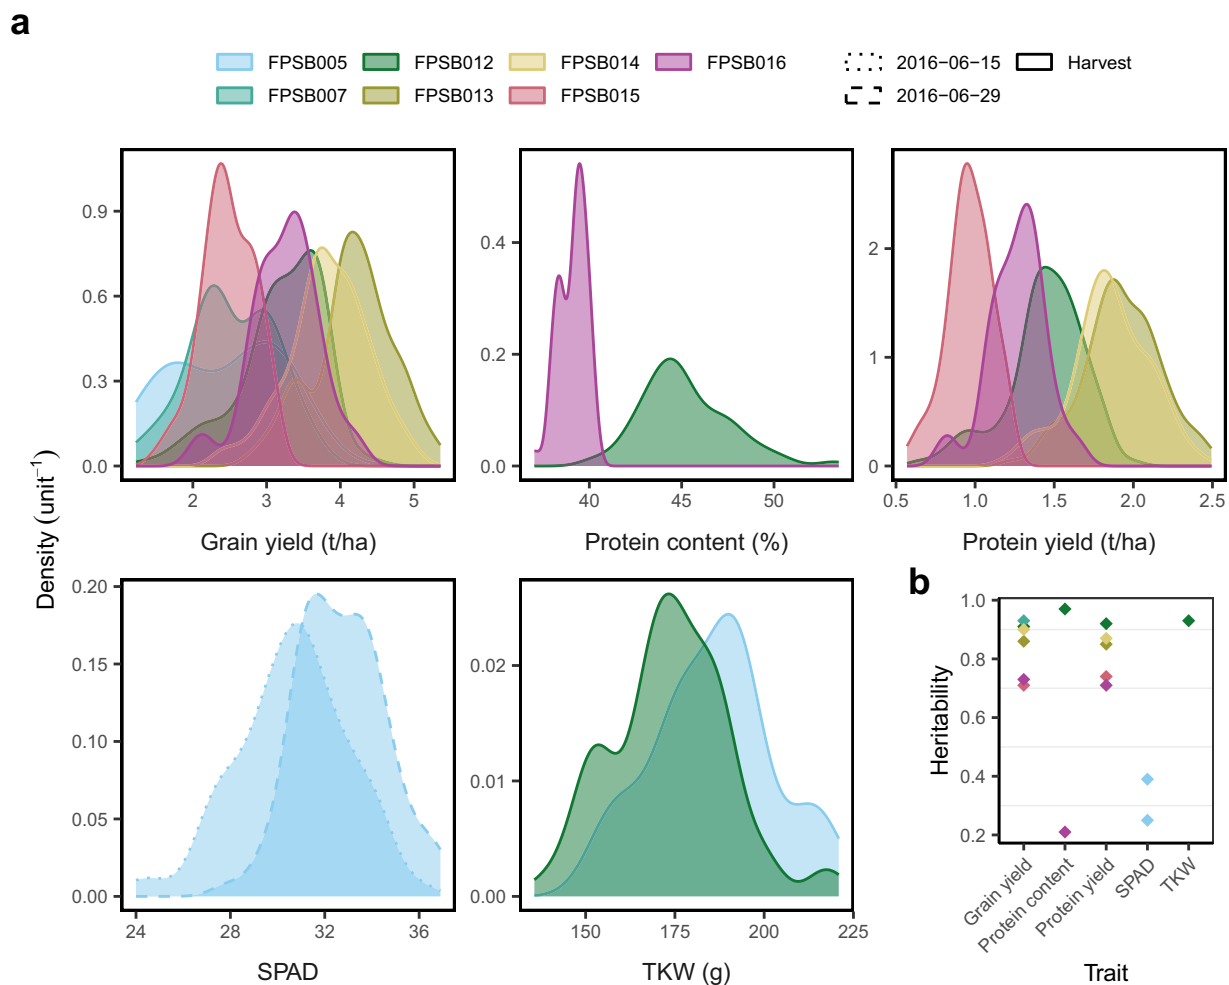 a
FPSB005 FPSB012 FPSB014 FPSB016 2016−06−15 Harvest
FPSB007 FPSB013 FPSB015 2016−06−29
Density (unit⁻¹)
0.9
0.6
0.3
0.0
2 3 4 5
Grain yield (t/ha)
0.4
0.2
0.0
40 45 50
Protein content (%)
2
1
0
0.5 1.0 1.5 2.0 2.5
Protein yield (t/ha)
0.20
0.15
0.10
0.05
0.00
24 28 32 36
SPAD
0.02
0.01
0.00
150 175 200 225
TKW (g)
b
Heritability
1.0
0.8
0.6
0.4
0.2
Grain yield
Protein content
Protein yield
SPAD
TKW
Trait